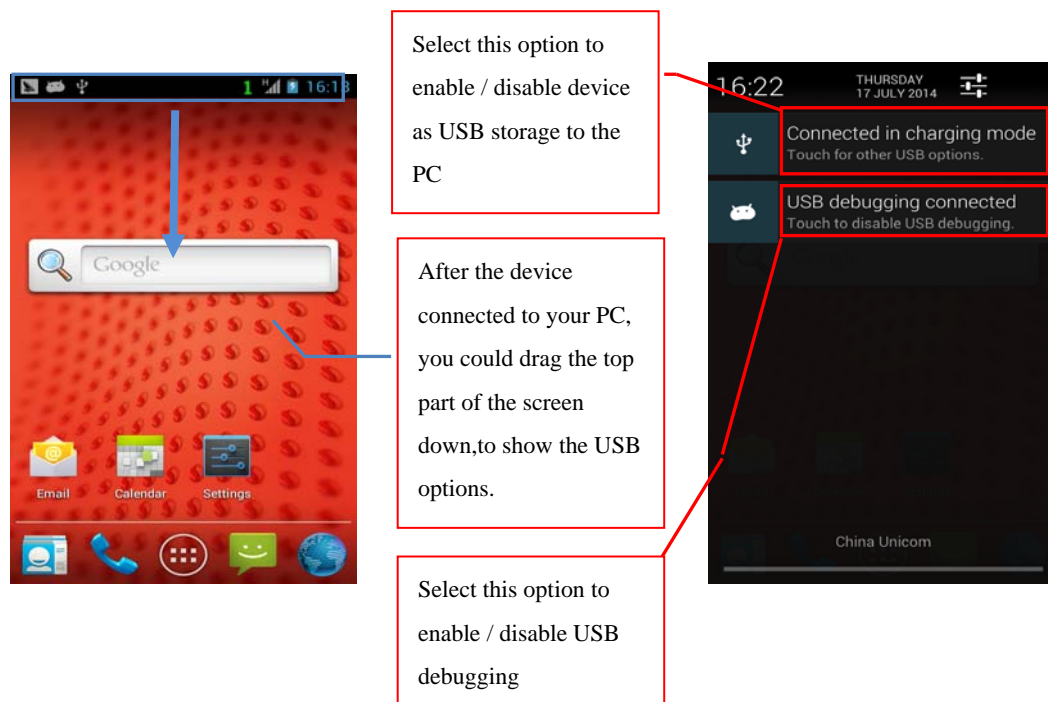 16:13
1 H
Google
Email
Calendar
Settings
Select this option to
enable / disable device
as USB storage to the
PC
After the device
connected to your PC,
you could drag the top
part of the screen
down,to show the USB
options.
Select this option to
enable / disable USB
debugging
16:22
THURSDAY
17 JULY 2014
Connected in charging mode
Touch for other USB options.
USB debugging connected
Touch to disable USB debugging.
China Unicom